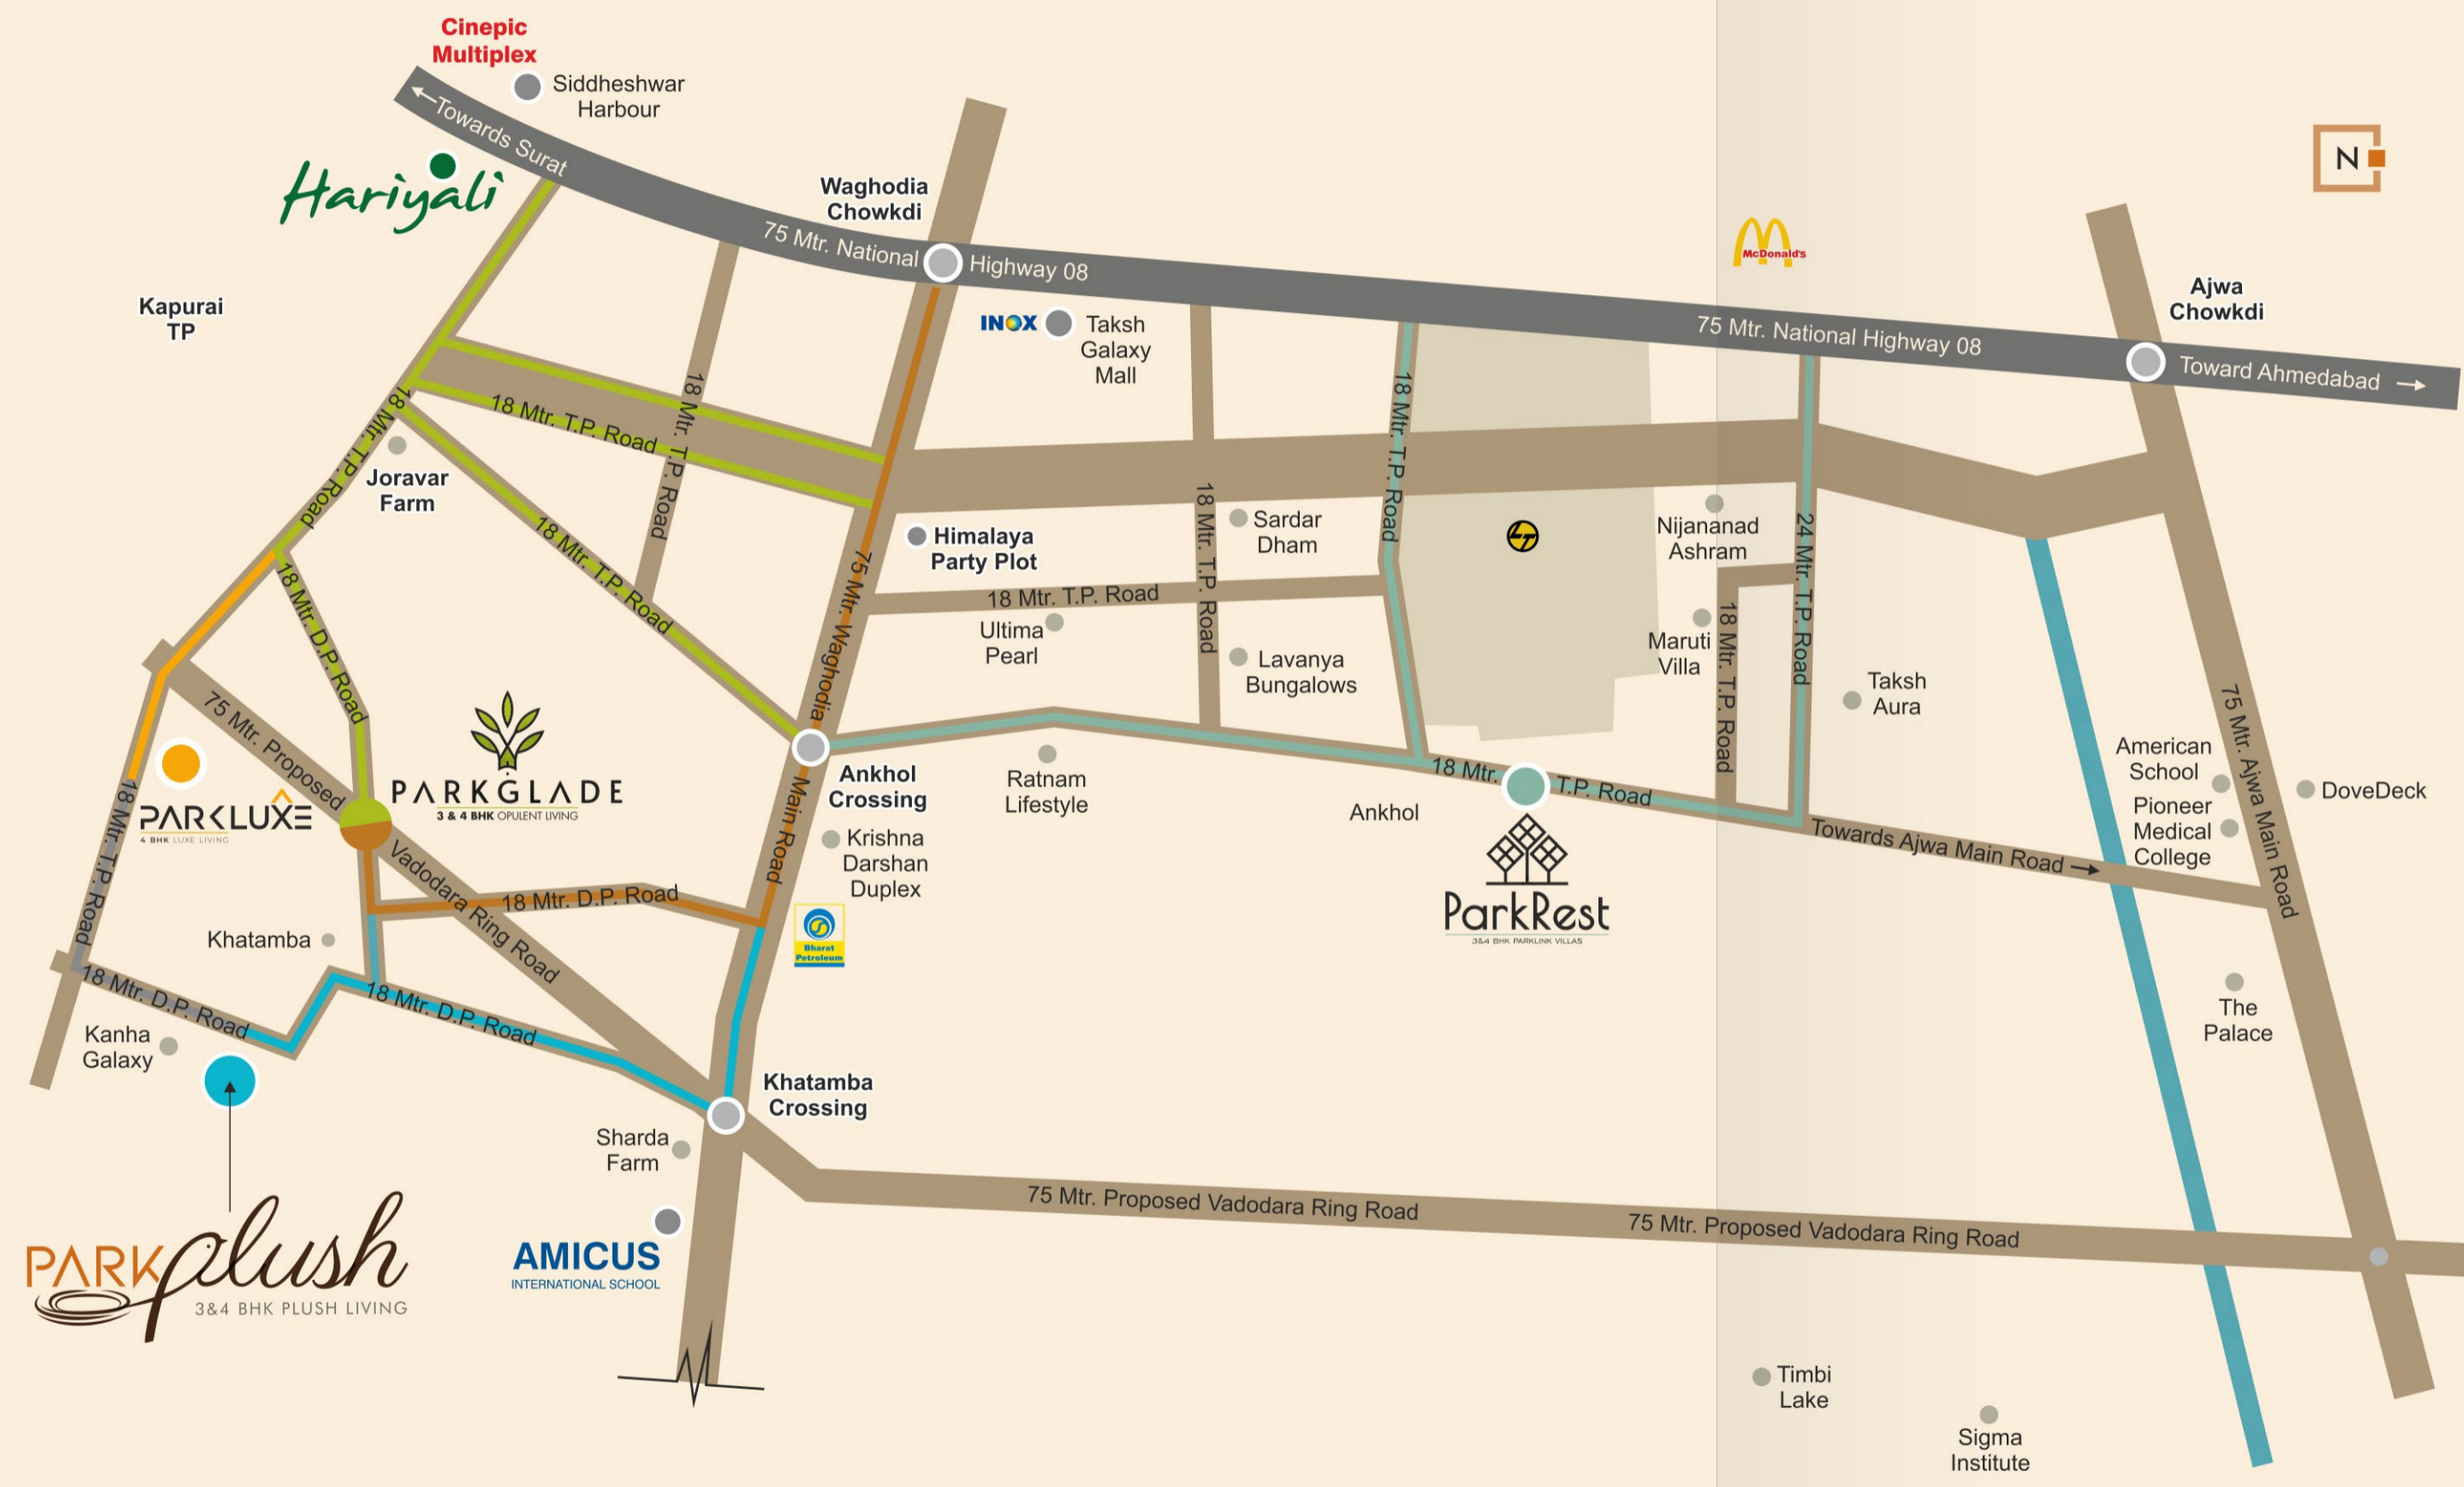 Cinepic
Multiplex
Siddheshwar
Harbour
←Towards Surat
Hariyali
Waghodia
Chowkdi
75 Mtr. National
Highway 08
N
McDonald's
Ajwa
Chowkdi
75 Mtr. National Highway 08
Toward Ahmedabad →
Kapurai
TP
INOX
Taksh
Galaxy
Mall
18 Mtr. T.P. Road
18 Mtr. T.P. Road
18 Mtr. T.P. Road
18 Mtr. T.P. Road
Joravar
Farm
18 Mtr. T.P. Road
Himalaya
Party Plot
18 Mtr. T.P. Road
Sardar
Dham
LT
Nijananad
Ashram
24 Mtr. T.P. Road
18 Mtr. D.P. Road
75 Mtr. Waghodia
Main Road
18 Mtr. T.P. Road
Ultima
Pearl
Lavanya
Bungalows
Maruti
Villa
18 Mtr. T.P. Road
Taksh
Aura
75 Mtr. Ajwa Main Road
75 Mtr. Proposed
Vadodara Ring Road
PARKGLADE
3 & 4 BHK OPULENT LIVING
PARKLUXE
4 BHK LUXE LIVING
18 Mtr. T.P. Road
Ankhol
Crossing
Ratnam
Lifestyle
Ankhol
18 Mtr.
T.P. Road
American
School
DoveDeck
Pioneer
Medical
College
Towards Ajwa Main Road →
Krishna
Darshan
Duplex
18 Mtr. D.P. Road
Bharat
Petroleum
ParkRest
3&4 BHK PARKLINK VILLAS
Khatamba
18 Mtr. D.P. Road
18 Mtr. D.P. Road
Kanha
Galaxy
The
Palace
Khatamba
Crossing
Sharda
Farm
75 Mtr. Proposed Vadodara Ring Road
75 Mtr. Proposed Vadodara Ring Road
PARKplush
3&4 BHK PLUSH LIVING
AMICUS
INTERNATIONAL SCHOOL
Timbi
Lake
Sigma
Institute